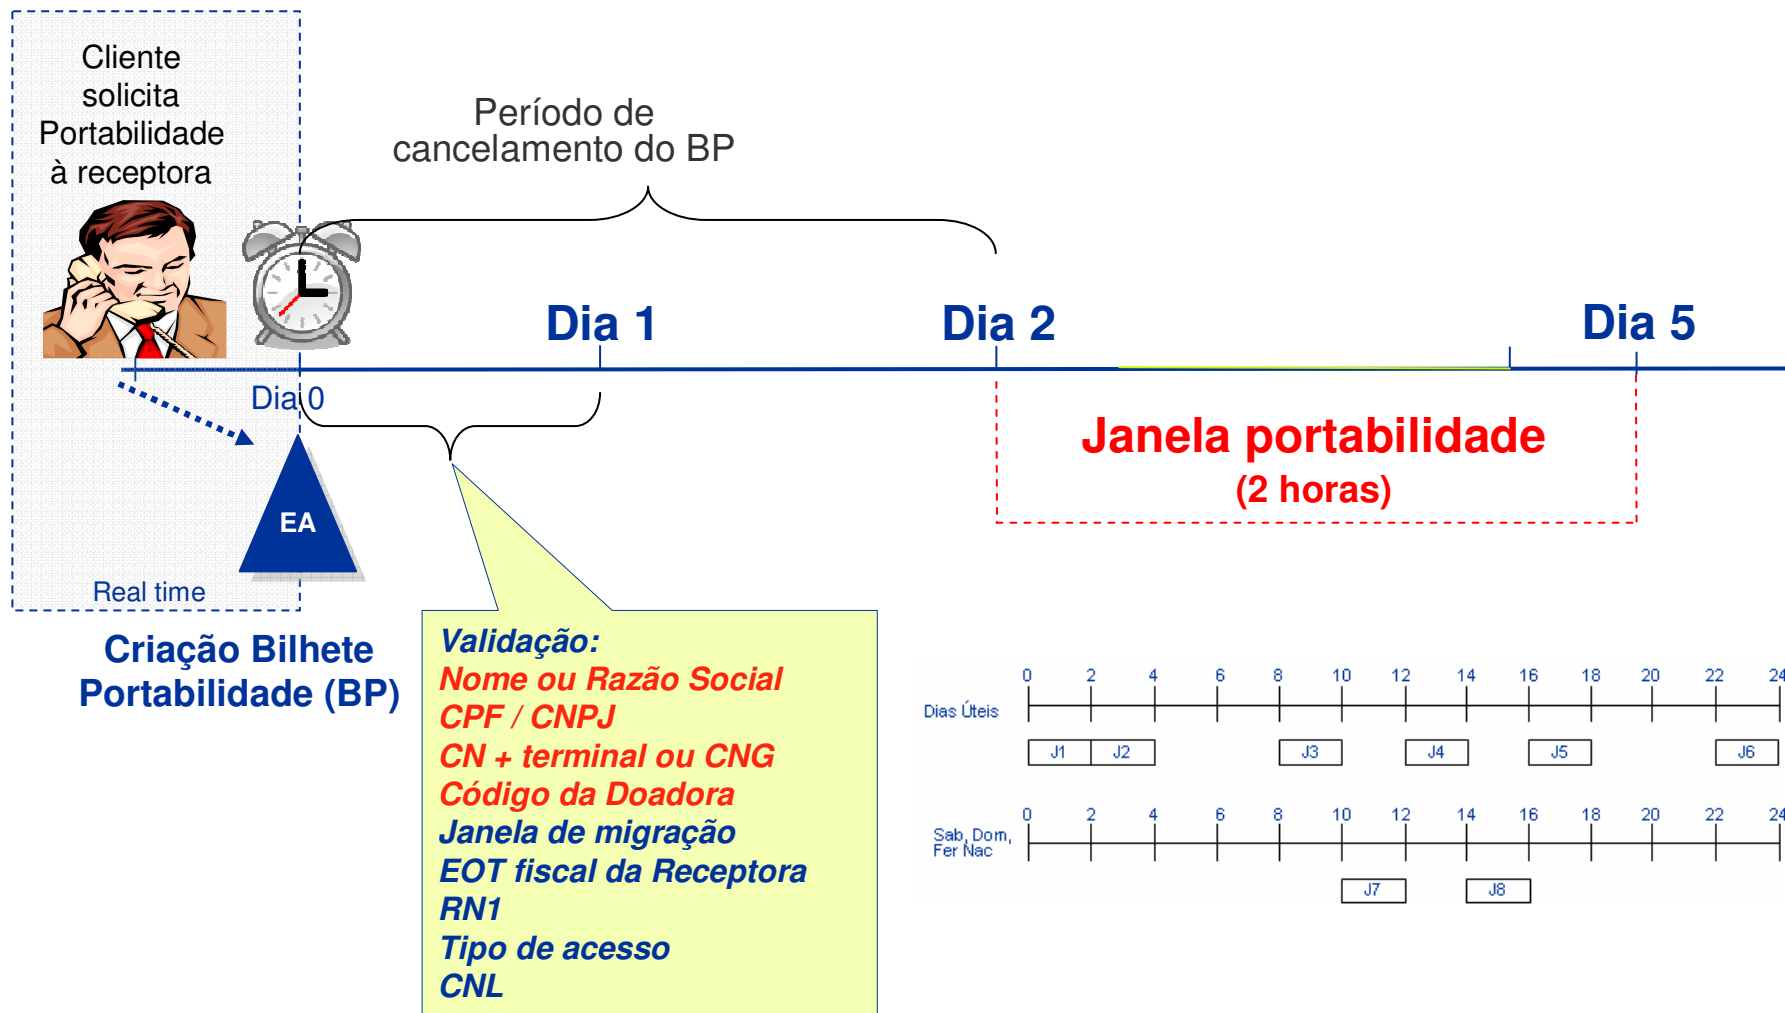 Cliente
solicita
Portabilidade
à receptora
Período de
cancelamento do BP
Dia 1
Dia 2
Dia 5
Dia 0
Janela portabilidade
(2 horas)
EA
Real time
Criação Bilhete
Portabilidade (BP)
Validação:
Nome ou Razão Social
CPF / CNPJ
CN + terminal ou CNG
Código da Doadora
Janela de migração
EOT fiscal da Receptora
RN1
Tipo de acesso
CNL
0 2 4 6 8 10 12 14 16 18 20 22 24
Dias Úteis
J1 J2 J3 J4 J5 J6
0 2 4 6 8 10 12 14 16 18 20 22 24
Sab, Dom,
Fer Nac
J7 J8